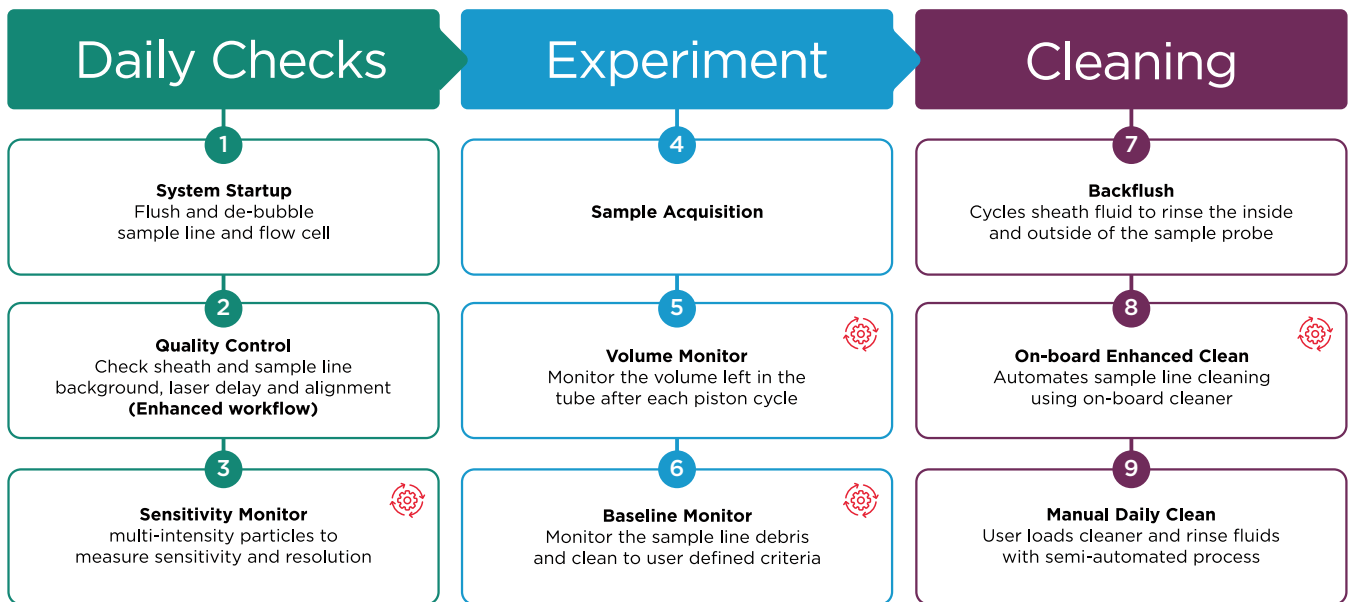 Daily Checks
1
System Startup
Flush and de-bubble
sample line and flow cell
2
Quality Control
Check sheath and sample line
background, laser delay and alignment
(Enhanced workflow)
3
Sensitivity Monitor
multi-intensity particles to
measure sensitivity and resolution
Experiment
4
Sample Acquisition
5
Volume Monitor
Monitor the volume left in the
tube after each piston cycle
6
Baseline Monitor
Monitor the sample line debris
and clean to user defined criteria
Cleaning
7
Backflush
Cycles sheath fluid to rinse the inside
and outside of the sample probe
8
On-board Enhanced Clean
Automates sample line cleaning
using on-board cleaner
9
Manual Daily Clean
User loads cleaner and rinse fluids
with semi-automated process